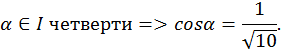 α ∈ I четверти => cosα = 1/√10.